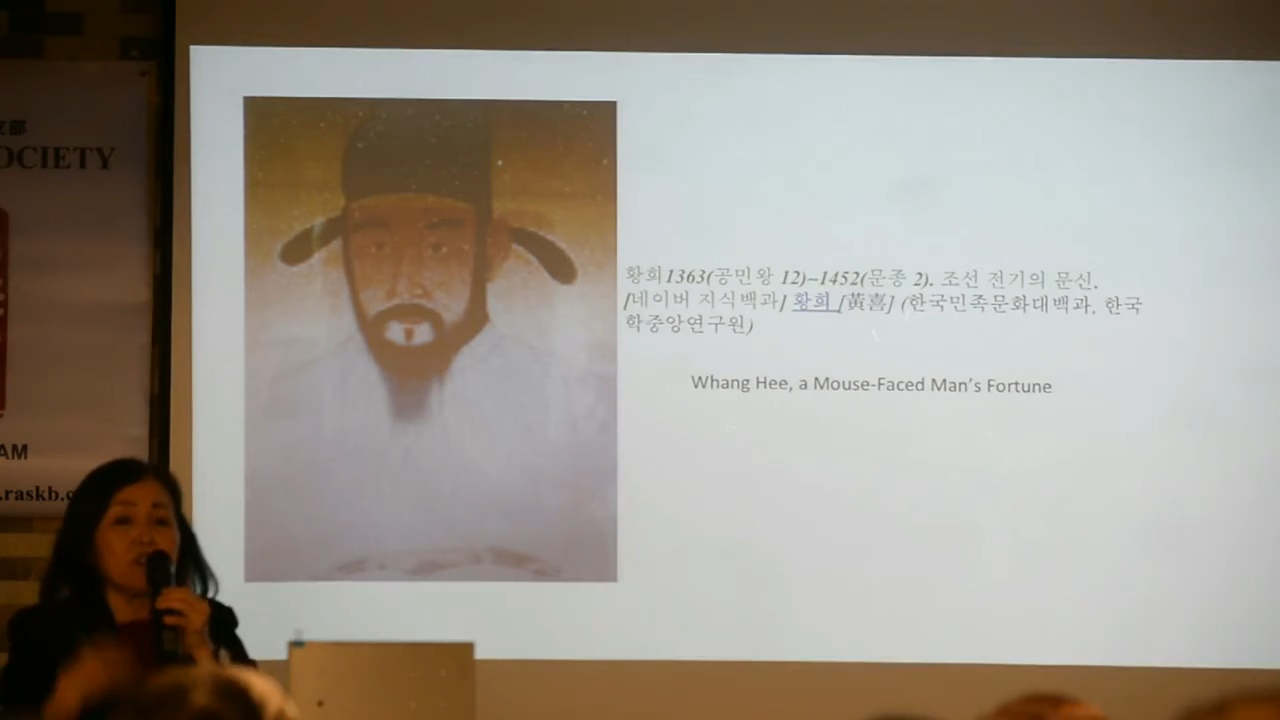 支部
OCIETY
AM
.raskb.
황희1363(공민왕 12)~1452(문종 2). 조선 전기의 문신.
[네이버 지식백과] 황희 [黃喜] (한국민족문화대백과, 한국
학중앙연구원)
Whang Hee, a Mouse-Faced Man's Fortune